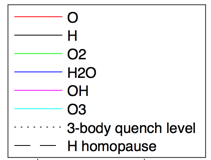 O
H
O2
H2O
OH
O3
3-body quench level
H homopause